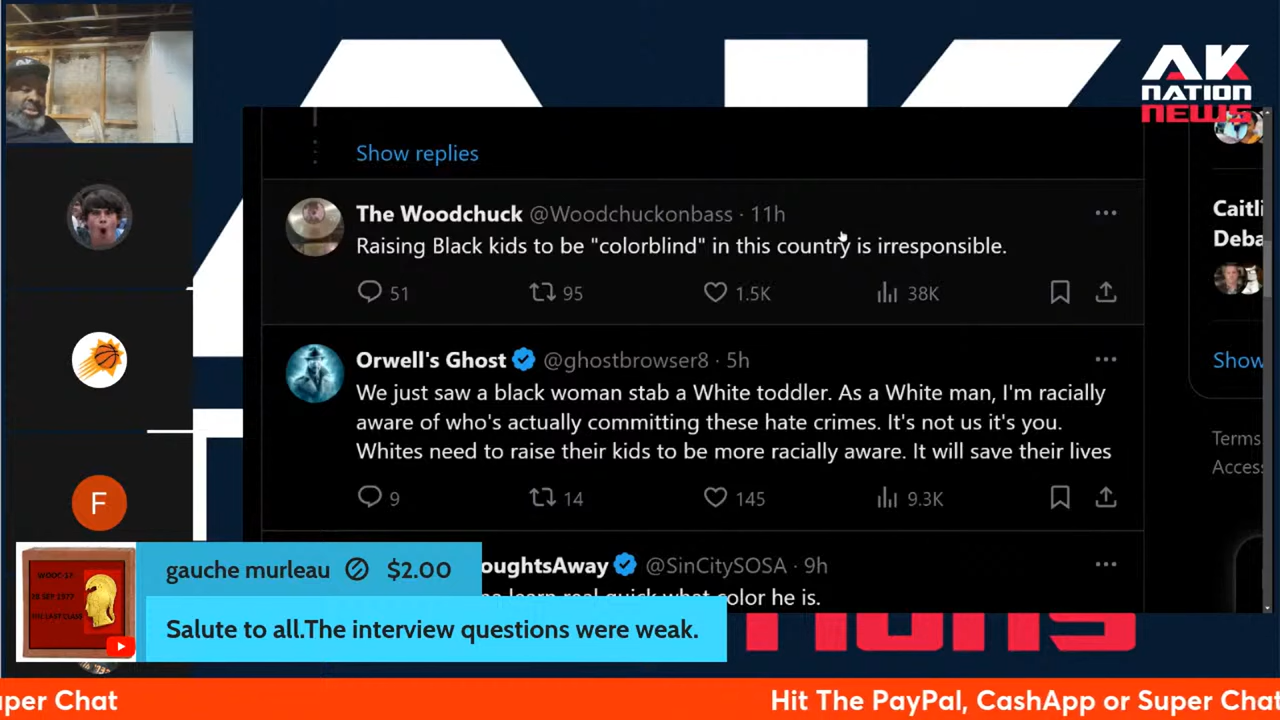 AK
NATION
NEWS
Show replies
The Woodchuck @Woodchuckonbass · 11h
Raising Black kids to be "colorblind" in this country is irresponsible.
51 95 1.5K 38K
Caitli
Deba
Orwell's Ghost @ghostbrowser8 · 5h
We just saw a black woman stab a White toddler. As a White man, I'm racially
aware of who's actually committing these hate crimes. It's not us it's you.
Whites need to raise their kids to be more racially aware. It will save their lives
9 14 145 9.3K
Show
Terms
Access
F
oughtsAway @SinCitySOSA · 9h
learn real quick what color he is.
gauche murleau $2.00
Salute to all.The interview questions were weak.
uper Chat
Hit The PayPal, CashApp or Super Chat